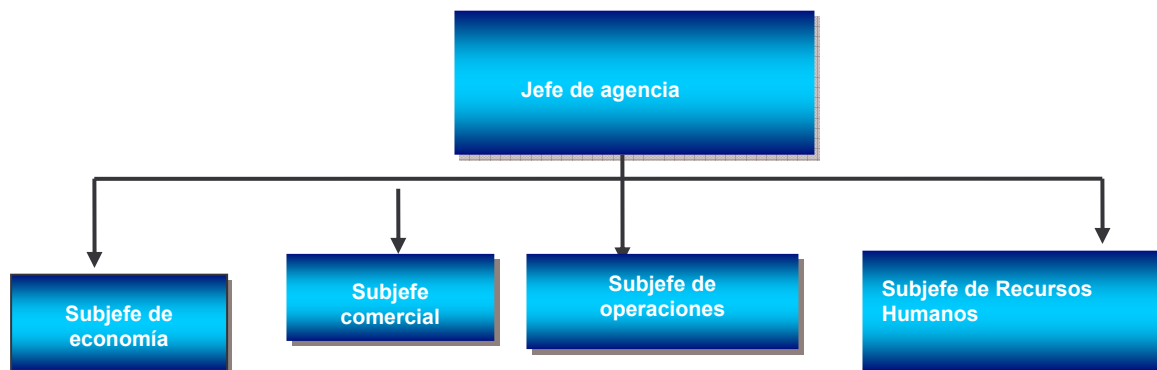 Jefe de agencia
Subjefe de
economía
Subjefe
comercial
Subjefe de
operaciones
Subjefe de Recursos
Humanos